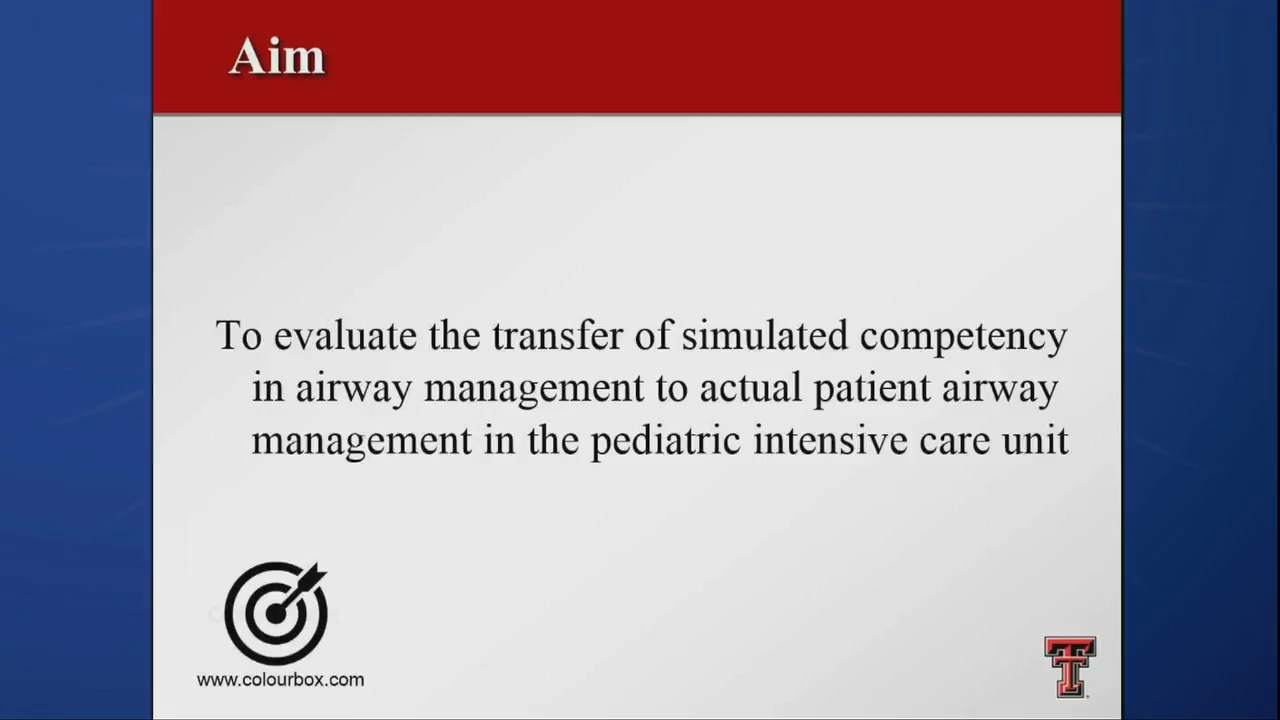 Aim
To evaluate the transfer of simulated competency
in airway management to actual patient airway
management in the pediatric intensive care unit
www.colourbox.com